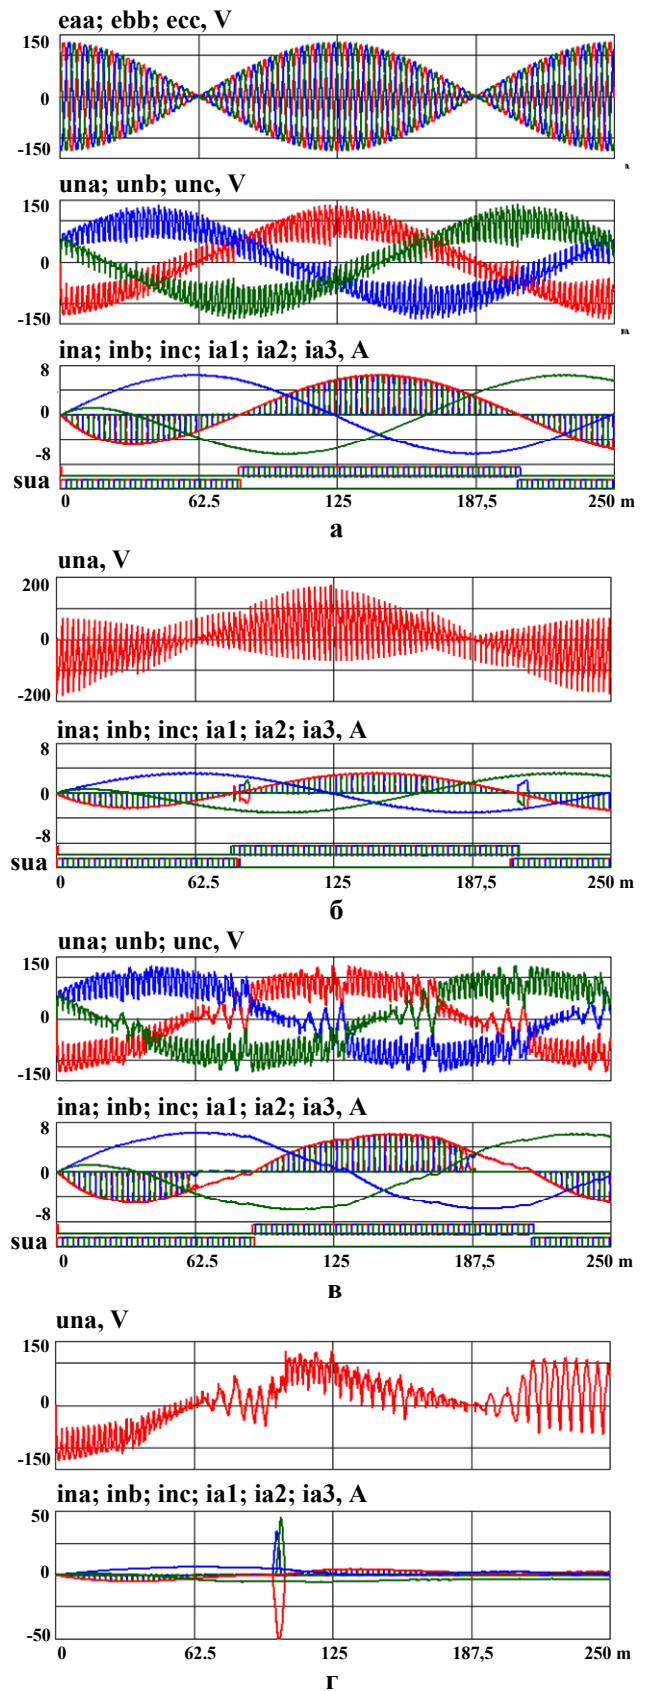 eaa; ebb; ecc, V
150
0
-150
una; unb; unc, V
150
0
-150
ina; inb; inc; ia1; ia2; ia3, A
8
0
-8
sua
0 62.5 125 187,5 250 m
а
una, V
200
0
-200
ina; inb; inc; ia1; ia2; ia3, A
8
0
-8
sua
0 62.5 125 187,5 250 m
б
una; unb; unc, V
150
0
-150
ina; inb; inc; ia1; ia2; ia3, A
8
0
-8
sua
0 62.5 125 187,5 250 m
в
una, V
150
0
-150
ina; inb; inc; ia1; ia2; ia3, A
50
0
-50
0 62.5 125 187,5 250 m
г